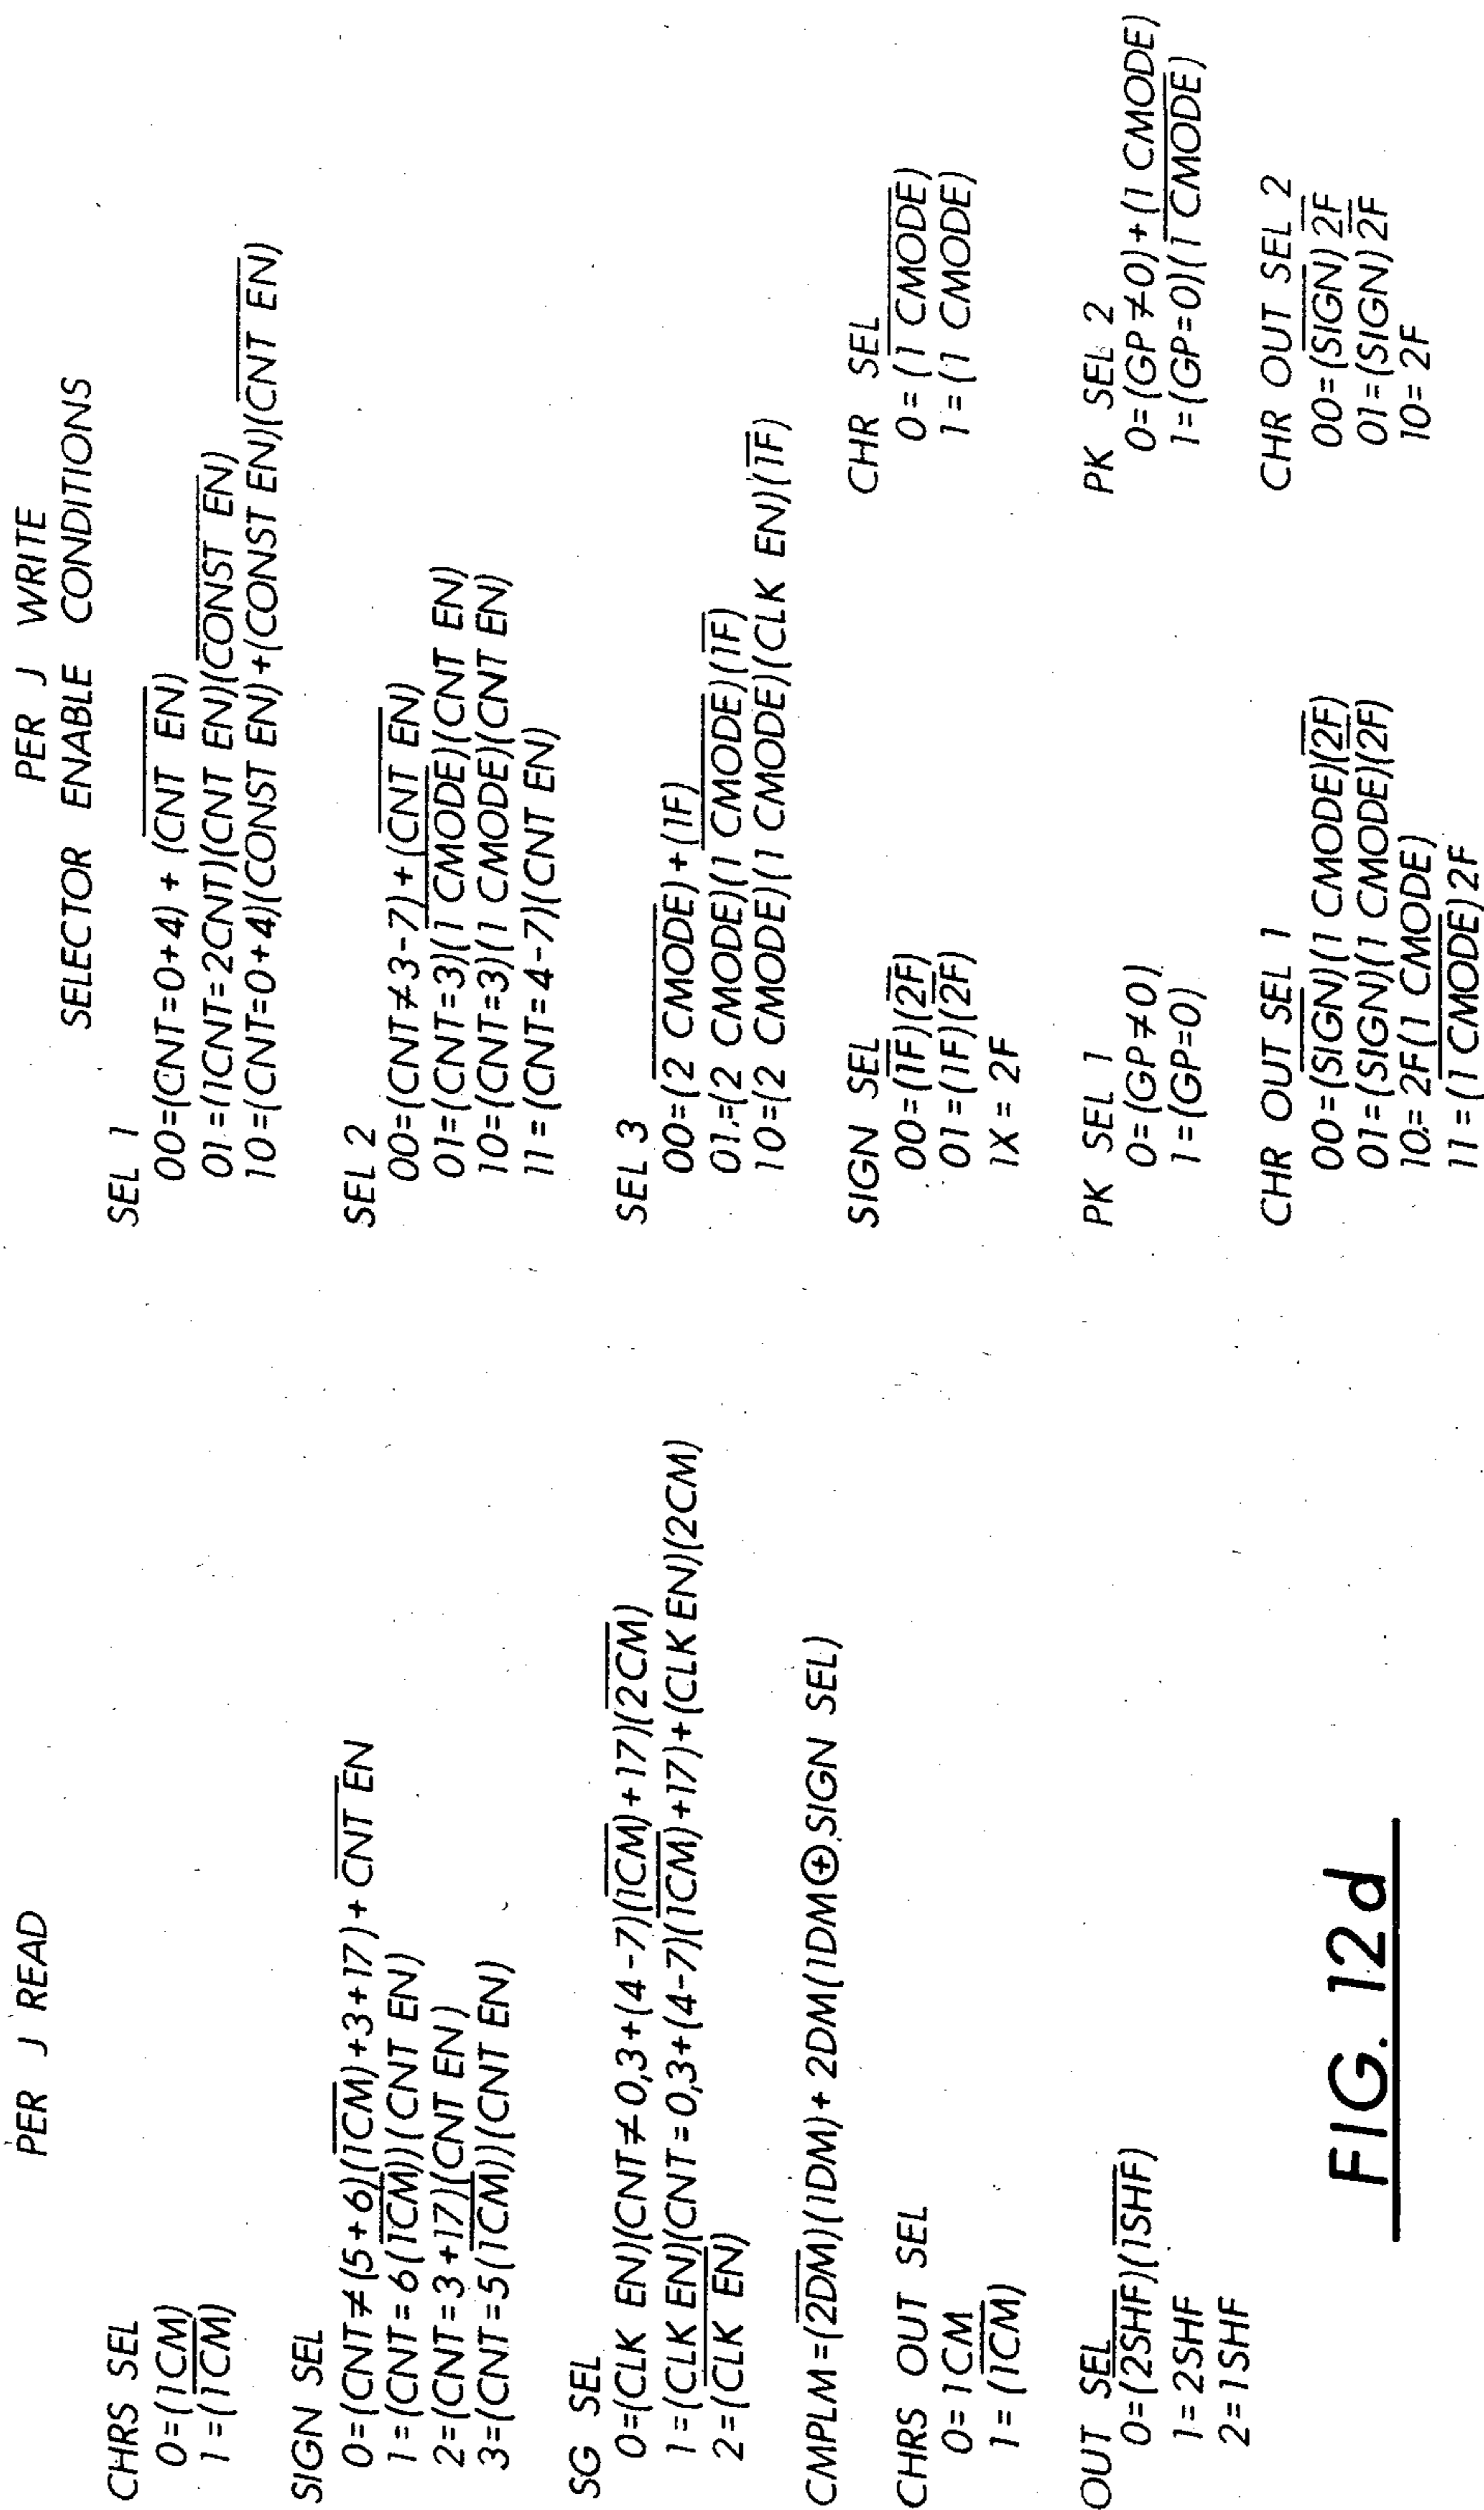 PER J READ
CHRS SEL
0=(1CM)
1=(1CM)
SIGN SEL
0=(CNT≠(5+6)(1CM)+3+17)+CNT EN
1=(CNT=6(1CM))(CNT EN)
2=(CNT=3+17)(CNT EN)
3=(CNT=5(1CM))(CNT EN)
SG SEL
0=(CLK EN)(CNT≠0,3+(4-7)(1CM)+17)(2CM)
1=(CLK EN)(CNT=0,3+(4-7)(1CM)+17)+(CLK EN)(2CM)
2=(CLK EN)
CMPLM=(2DM)(1DM)+2DM(1DM⊕SIGN SEL)
CHRS OUT SEL
0=1CM
1=(1CM)
OUT SEL
0=(2SHF)(1SHF)
1=2SHF
2=1SHF
PER J WRITE
SELECTOR ENABLE CONDITIONS
SEL 1
00=(CNT=0+4)+(CNT EN)
01=(1CNT=2CNT)(CNT EN)(CONST EN)
10=(CNT=0+4)(CONST EN)+(CONST EN)(CNT EN)
SEL 2
00=(CNT≠3-7)+(CNT EN)
01=(CNT=3)(1 CMODE)(CNT EN)
10=(CNT=3)(1 CMODE)(CNT EN)
11=(CNT=4-7)(CNT EN)
SEL 3
00=(2 CMODE)+(1F)
01=(2 CMODE)(1 CMODE)(1F)
10=(2 CMODE)(1 CMODE)(CLK EN)(1F)
SIGN SEL
00=(1F)(2F)
01=(1F)(2F)
1X=2F
CHR SEL
0=(1 CMODE)
1=(1 CMODE)
PK SEL 1
0=(GP≠0)
1=(GP=0)
PK SEL 2
0=(GP≠0)+(1 CMODE)
1=(GP=0)(1 CMODE)
CHR OUT SEL 1
00=(SIGN)(1 CMODE)(2F)
01=(SIGN)(1 CMODE)(2F)
10=2F(1 CMODE)
11=(1 CMODE)2F
CHR OUT SEL 2
00=(SIGN)2F
01=(SIGN)2F
10=2F
FIG. 12d